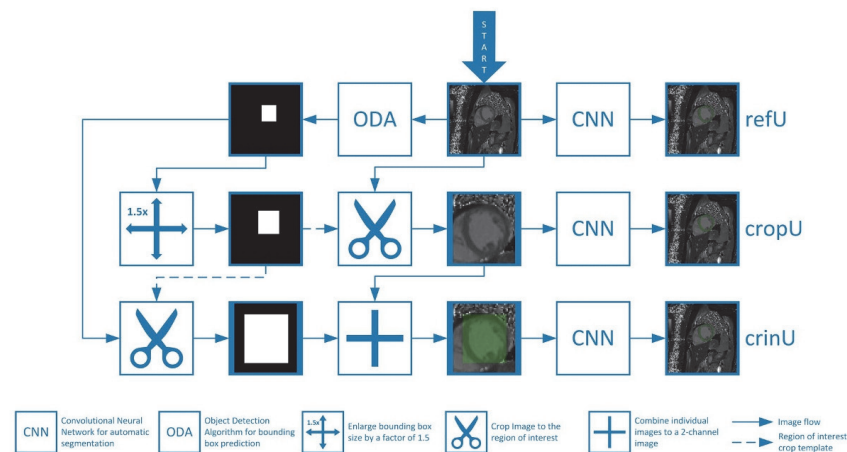 START
ODA
CNN
refU
1.5x
CNN
cropU
CNN
crinU
CNN
Convolutional Neural
Network for automatic
segmentation
ODA
Object Detection
Algorithm for bounding
box prediction
1.5x
Enlarge bounding box
size by a factor of 1.5
Crop Image to the
region of interest
Combine individual
images to a 2-channel
image
Image flow
Region of interest
crop template